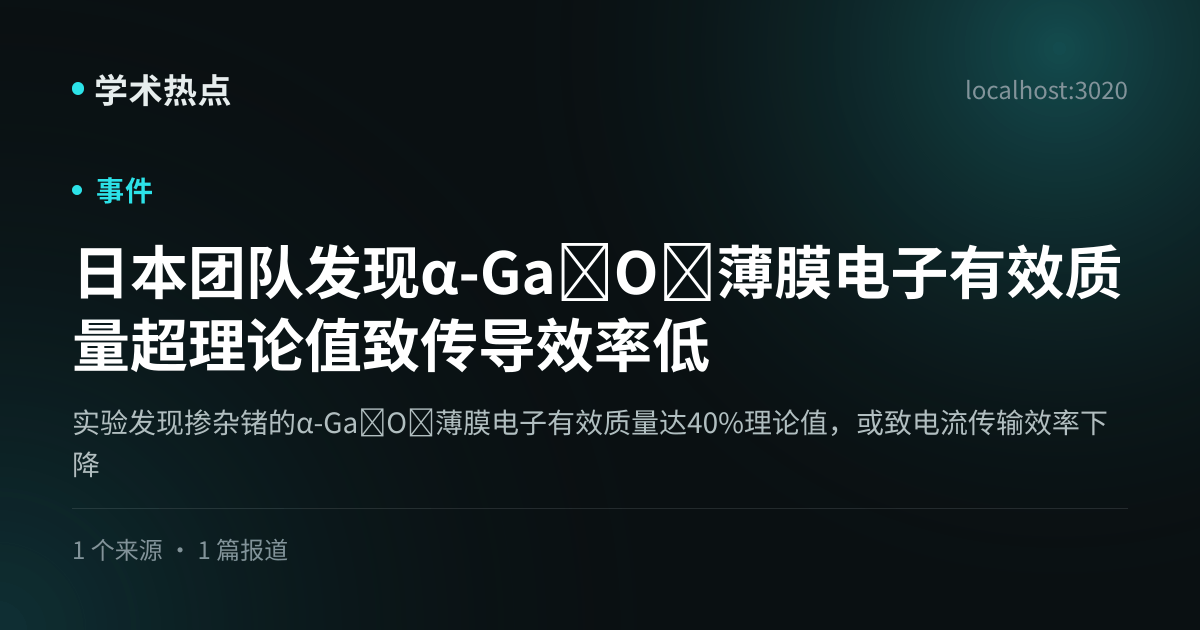 学术热点
localhost:3020
事件
日本团队发现α-Ga☒O☒薄膜电子有效质
量超理论值致传导效率低
实验发现掺杂锗的α-Ga☒O☒薄膜电子有效质量达40%理论值，或致电流传输效率下
降
1 个来源 · 1 篇报道